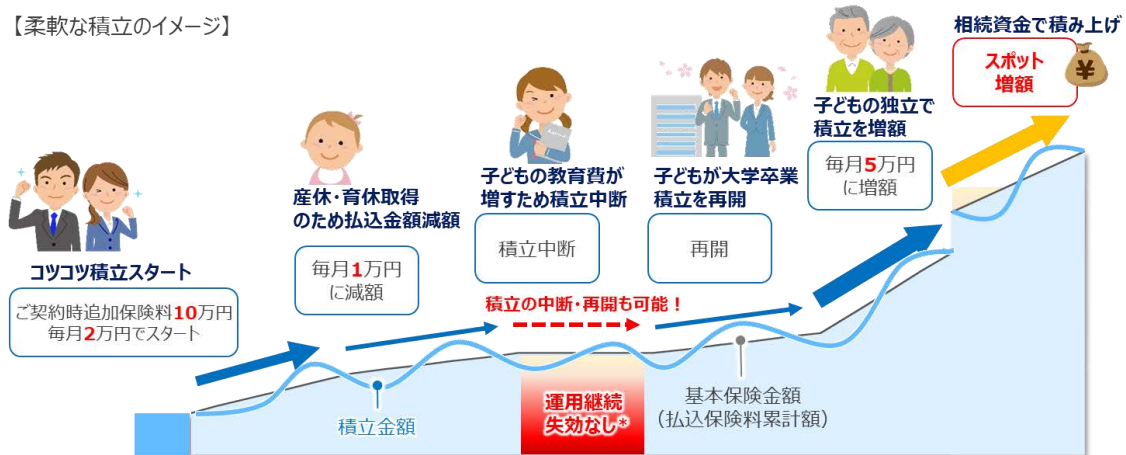 【柔軟な積立のイメージ】
コツコツ積立スタート
ご契約時追加保険料10万円
毎月2万円でスタート
産休・育休取得
のため払込金額減額
毎月1万円
に減額
子どもの教育費が
増すため積立中断
積立中断
積立の中断・再開も可能！
子どもが大学卒業
積立を再開
再開
子どもの独立で
積立を増額
毎月5万円
に増額
相続資金で積み上げ
スポット
増額
¥
積立金額
運用継続
失効なし*
基本保険金額
（払込保険料累計額）